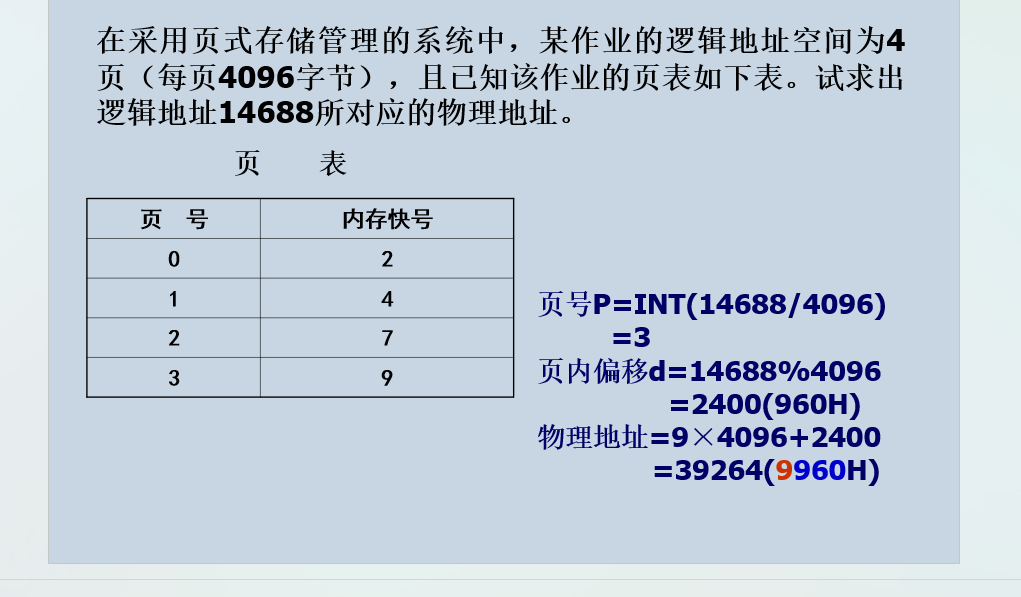 在采用页式存储管理的系统中，某作业的逻辑地址空间为4
页（每页4096字节），且已知该作业的页表如下表。试求出
逻辑地址14688所对应的物理地址。
页 表
页 号 内存快号
0 2
1 4
2 7
3 9
页号P=INT(14688/4096)
=3
页内偏移d=14688%4096
=2400(960H)
物理地址=9×4096+2400
=39264(9960H)